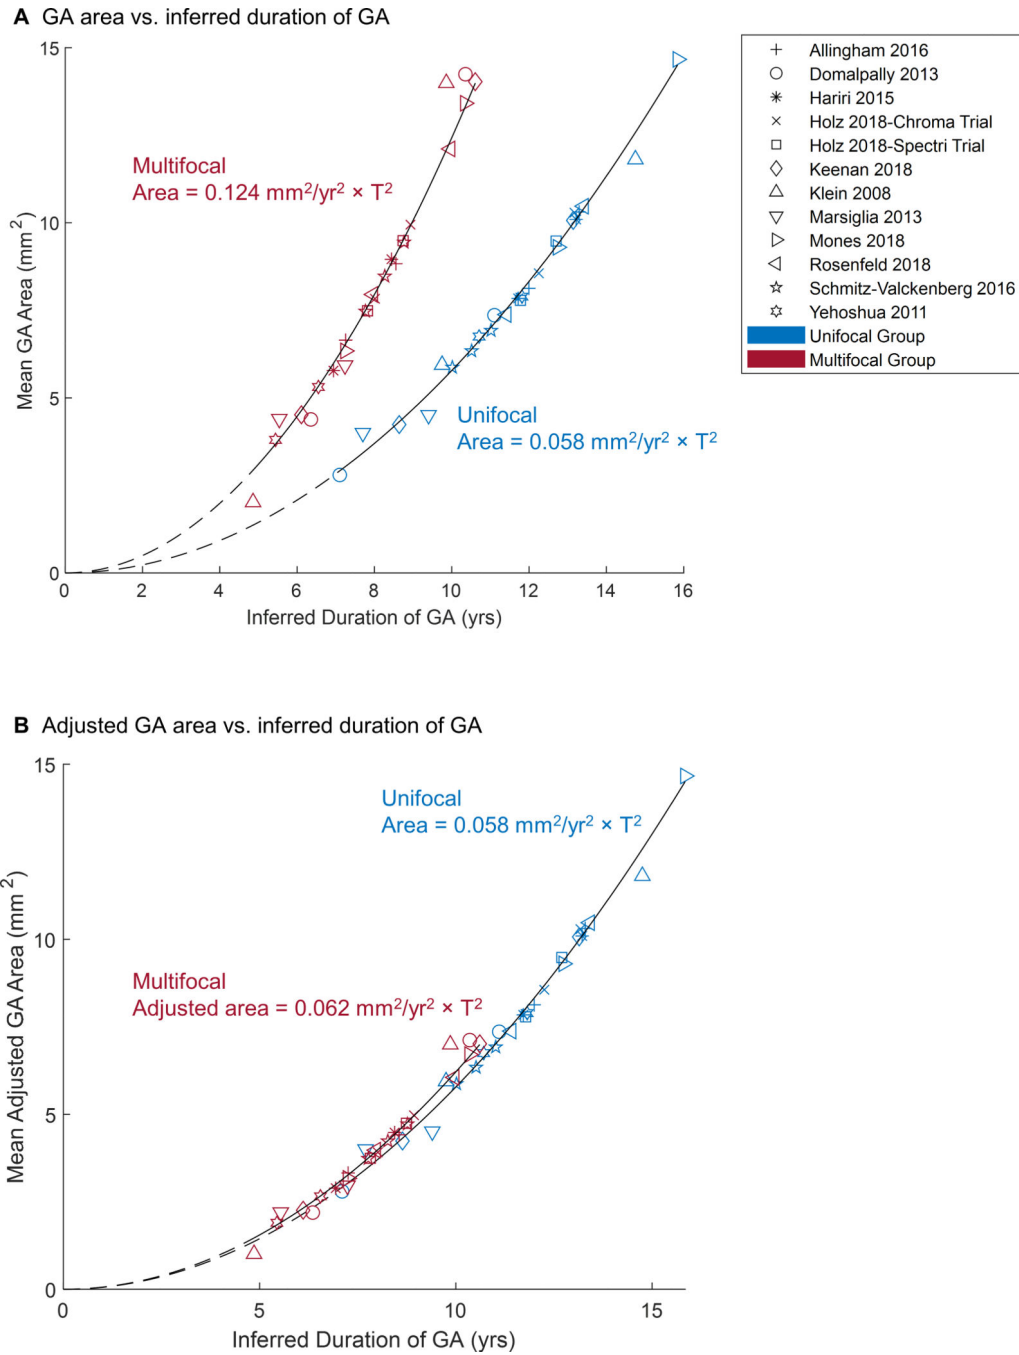 A GA area vs. inferred duration of GA
15
10
5
0
Mean GA Area (mm²)
Multifocal
Area = 0.124 mm²/yr² × T²
Unifocal
Area = 0.058 mm²/yr² × T²
0 2 4 6 8 10 12 14 16
Inferred Duration of GA (yrs)
Allingham 2016
Domalpally 2013
Hariri 2015
Holz 2018-Chroma Trial
Holz 2018-Spectri Trial
Keenan 2018
Klein 2008
Marsiglia 2013
Mones 2018
Rosenfeld 2018
Schmitz-Valckenberg 2016
Yehoshua 2011
Unifocal Group
Multifocal Group
B Adjusted GA area vs. inferred duration of GA
15
10
5
0
Mean Adjusted GA Area (mm²)
Unifocal
Area = 0.058 mm²/yr² × T²
Multifocal
Adjusted area = 0.062 mm²/yr² × T²
0 5 10 15
Inferred Duration of GA (yrs)